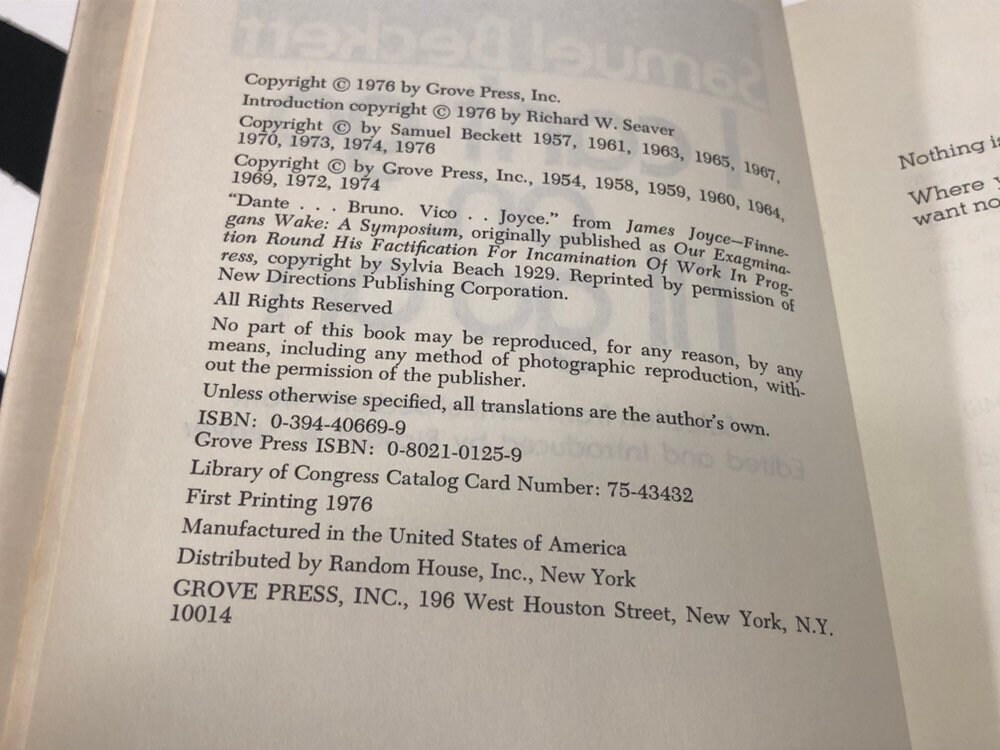 Copyright © 1976 by Grove Press, Inc.
Introduction copyright © 1976 by Richard W. Seaver
Copyright © by Samuel Beckett 1957, 1961, 1963, 1965, 1967,
1970, 1973, 1974, 1976
Copyright © by Grove Press, Inc., 1954, 1958, 1959, 1960, 1964,
1969, 1972, 1974
“Dante . . . Bruno. Vico . . Joyce.” from James Joyce—Finne-
gans Wake: A Symposium, originally published as Our Exagmina-
tion Round His Factification For Incamination Of Work In Prog-
ress, copyright by Sylvia Beach 1929. Reprinted by permission of
New Directions Publishing Corporation.
All Rights Reserved
No part of this book may be reproduced, for any reason, by any
means, including any method of photographic reproduction, with-
out the permission of the publisher.
Unless otherwise specified, all translations are the author’s own.
ISBN: 0-394-40669-9
Grove Press ISBN: 0-8021-0125-9
Library of Congress Catalog Card Number: 75-43432
First Printing 1976
Manufactured in the United States of America
Distributed by Random House, Inc., New York
GROVE PRESS, INC., 196 West Houston Street, New York, N.Y.
10014
Nothing
Where
want